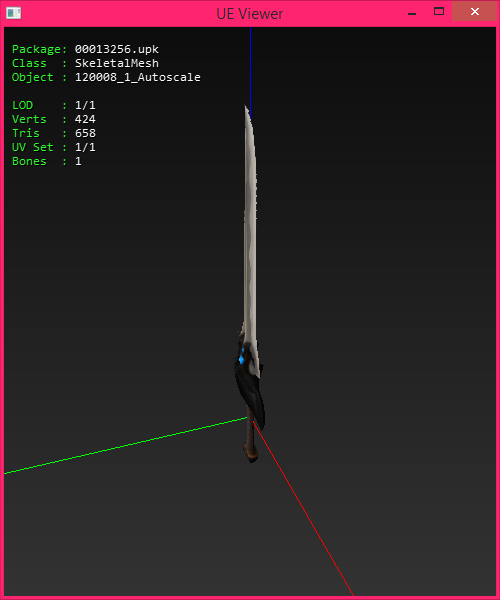 UE Viewer
Package: 00013256.upk
Class  : SkeletalMesh
Object : 120008_1_Autoscale
LOD    : 1/1
Verts  : 424
Tris   : 658
UV Set : 1/1
Bones  : 1